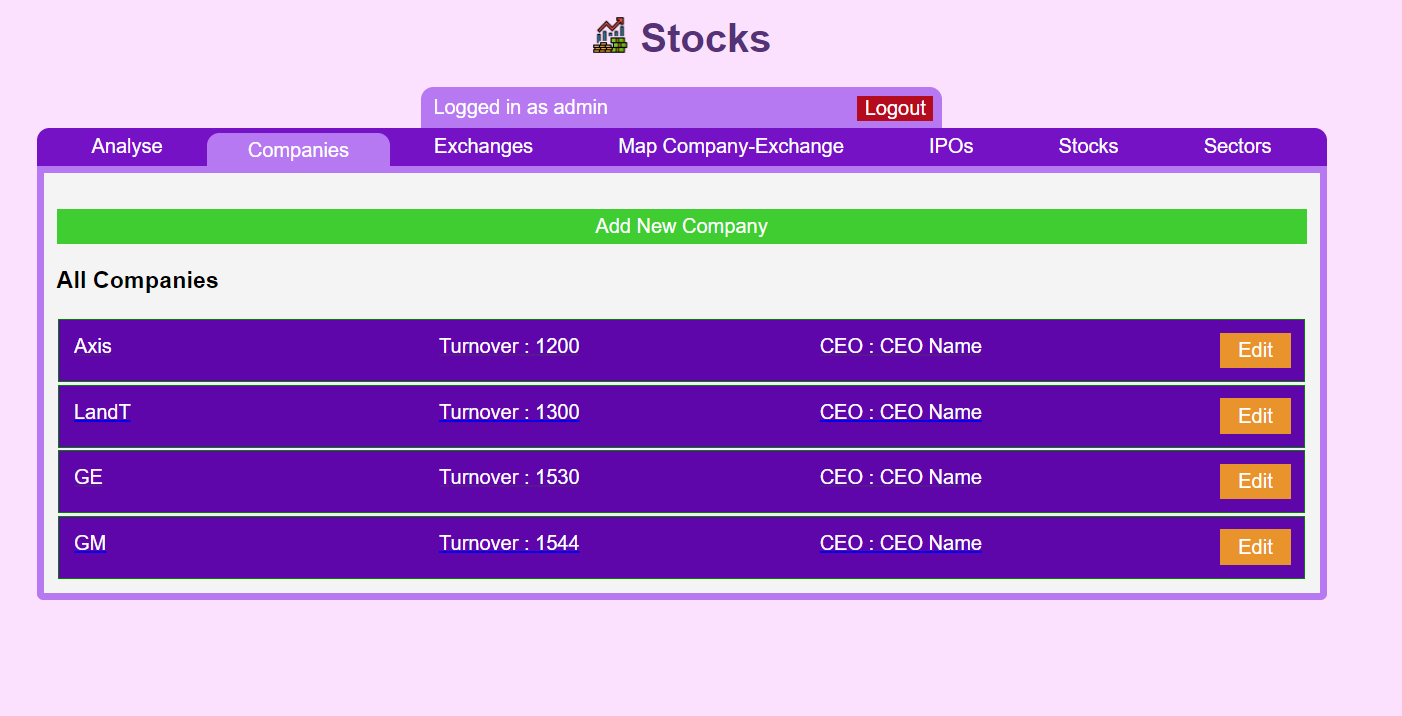 Stocks
Logged in as admin Logout
Analyse Companies Exchanges Map Company-Exchange IPOs Stocks Sectors
Add New Company
All Companies
Axis Turnover : 1200 CEO : CEO Name Edit
LandT Turnover : 1300 CEO : CEO Name Edit
GE Turnover : 1530 CEO : CEO Name Edit
GM Turnover : 1544 CEO : CEO Name Edit